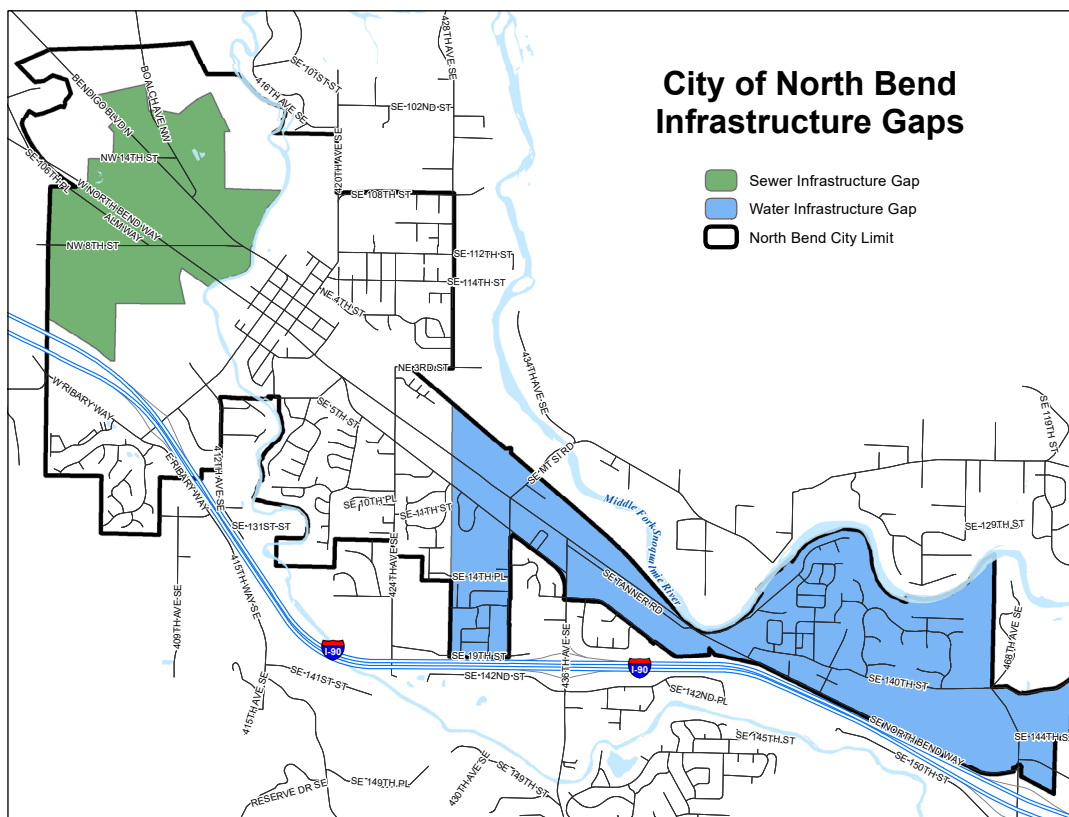 City of North Bend
Infrastructure Gaps
Sewer Infrastructure Gap
Water Infrastructure Gap
North Bend City Limit
428TH AVE SE
SE 101ST ST
416TH AVE SE
SE 102ND ST
BENDIGO BLVD N
BOALCH AVE NW
420TH AVE SE
NW 14TH ST
SE 106TH PL
W NORTH BEND WAY
ALM WAY
SE 108TH ST
NW 8TH ST
SE 112TH ST
SE 114TH ST
NE 4TH ST
NE 3RD ST
434TH AVE SE
W RIBARY WAY
SE 5TH ST
SE 119TH ST
412TH AVE SE
E RIBARY WAY
SE MT SI RD
SE 10TH PL
SE 11TH ST
Middle Fork Snoqualmie River
SE 131ST ST
SE 129TH ST
415TH WAY SE
424TH AVE SE
SE 14TH PL
SE TANNER RD
409TH AVE SE
436TH AVE SE
468TH AVE SE
I-90
SE 19TH ST
I-90
SE 141ST ST
SE 142ND ST
SE 142ND PL
SE 140TH ST
415TH AVE SE
SE NORTH BEND WAY
SE 145TH ST
SE 144TH S
SE 150TH ST
SE 149TH PL
430TH AVE SE
SE 149TH ST
RESERVE DR SE